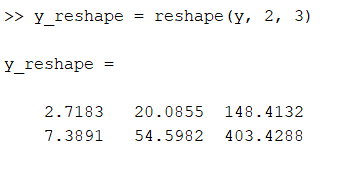 >> y_reshape = reshape(y, 2, 3)
y_reshape =
2.7183 20.0855 148.4132
7.3891 54.5982 403.4288